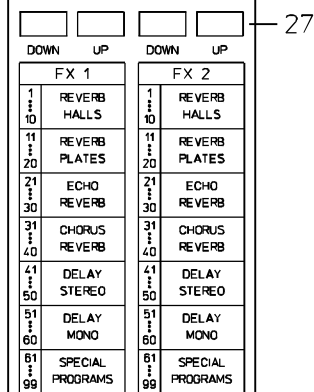 27
DOWN UP DOWN UP
FX 1 FX 2
1 REVERB 1 REVERB
10 HALLS 10 HALLS
11 REVERB 11 REVERB
20 PLATES 20 PLATES
21 ECHO 21 ECHO
30 REVERB 30 REVERB
31 CHORUS 31 CHORUS
40 REVERB 40 REVERB
41 DELAY 41 DELAY
50 STEREO 50 STEREO
51 DELAY 51 DELAY
60 MONO 60 MONO
61 SPECIAL 61 SPECIAL
99 PROGRAMS 99 PROGRAMS